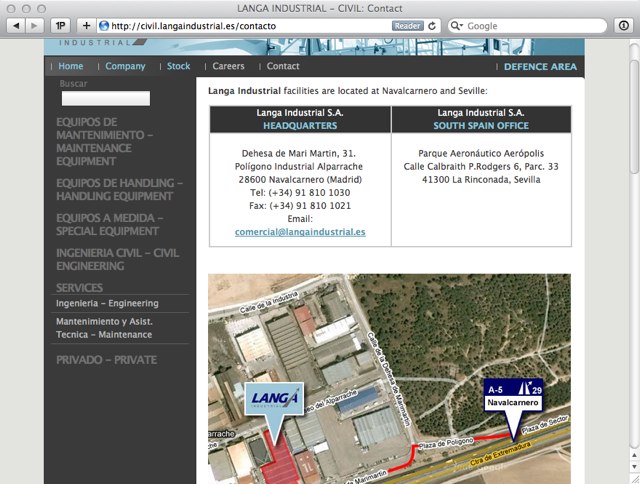 LANGA INDUSTRIAL - CIVIL: Contact
1P
http://civil.langaindustrial.es/contacto
Reader
Google
INDUSTRIAL
Home
Company
Stock
Careers
Contact
DEFENCE AREA
Buscar
EQUIPOS DE
MANTENIMIENTO -
MAINTENANCE
EQUIPMENT
EQUIPOS DE HANDLING -
HANDLING EQUIPMENT
EQUIPOS A MEDIDA -
SPECIAL EQUIPMENT
INGENIERIA CIVIL - CIVIL
ENGINEERING
SERVICES
Ingenieria - Engineering
Mantenimiento y Asist.
Tecnica - Maintenance
PRIVADO - PRIVATE
Langa Industrial facilities are located at Navalcarnero and Seville:
Langa Industrial S.A.
HEADQUARTERS
Dehesa de Mari Martin, 31.
Polígono Industrial Alparrache
28600 Navalcarnero (Madrid)
Tel: (+34) 91 810 1030
Fax: (+34) 91 810 1021
Email:
comercial@langaindustrial.es
Langa Industrial S.A.
SOUTH SPAIN OFFICE
Parque Aeronáutico Aerópolis
Calle Calbraith P.Rodgers 6, Parc. 33
41300 La Rinconada, Sevilla
Calle de la Industria
Calle de la Dehesa de Marimartin
LANGA
INDUSTRIAL
eo del Alparrache
arrache
A-5
29
Navalcarnero
Plaza de Poligono
Plaza de Sector
Ctra de Extremadura
Marimartin